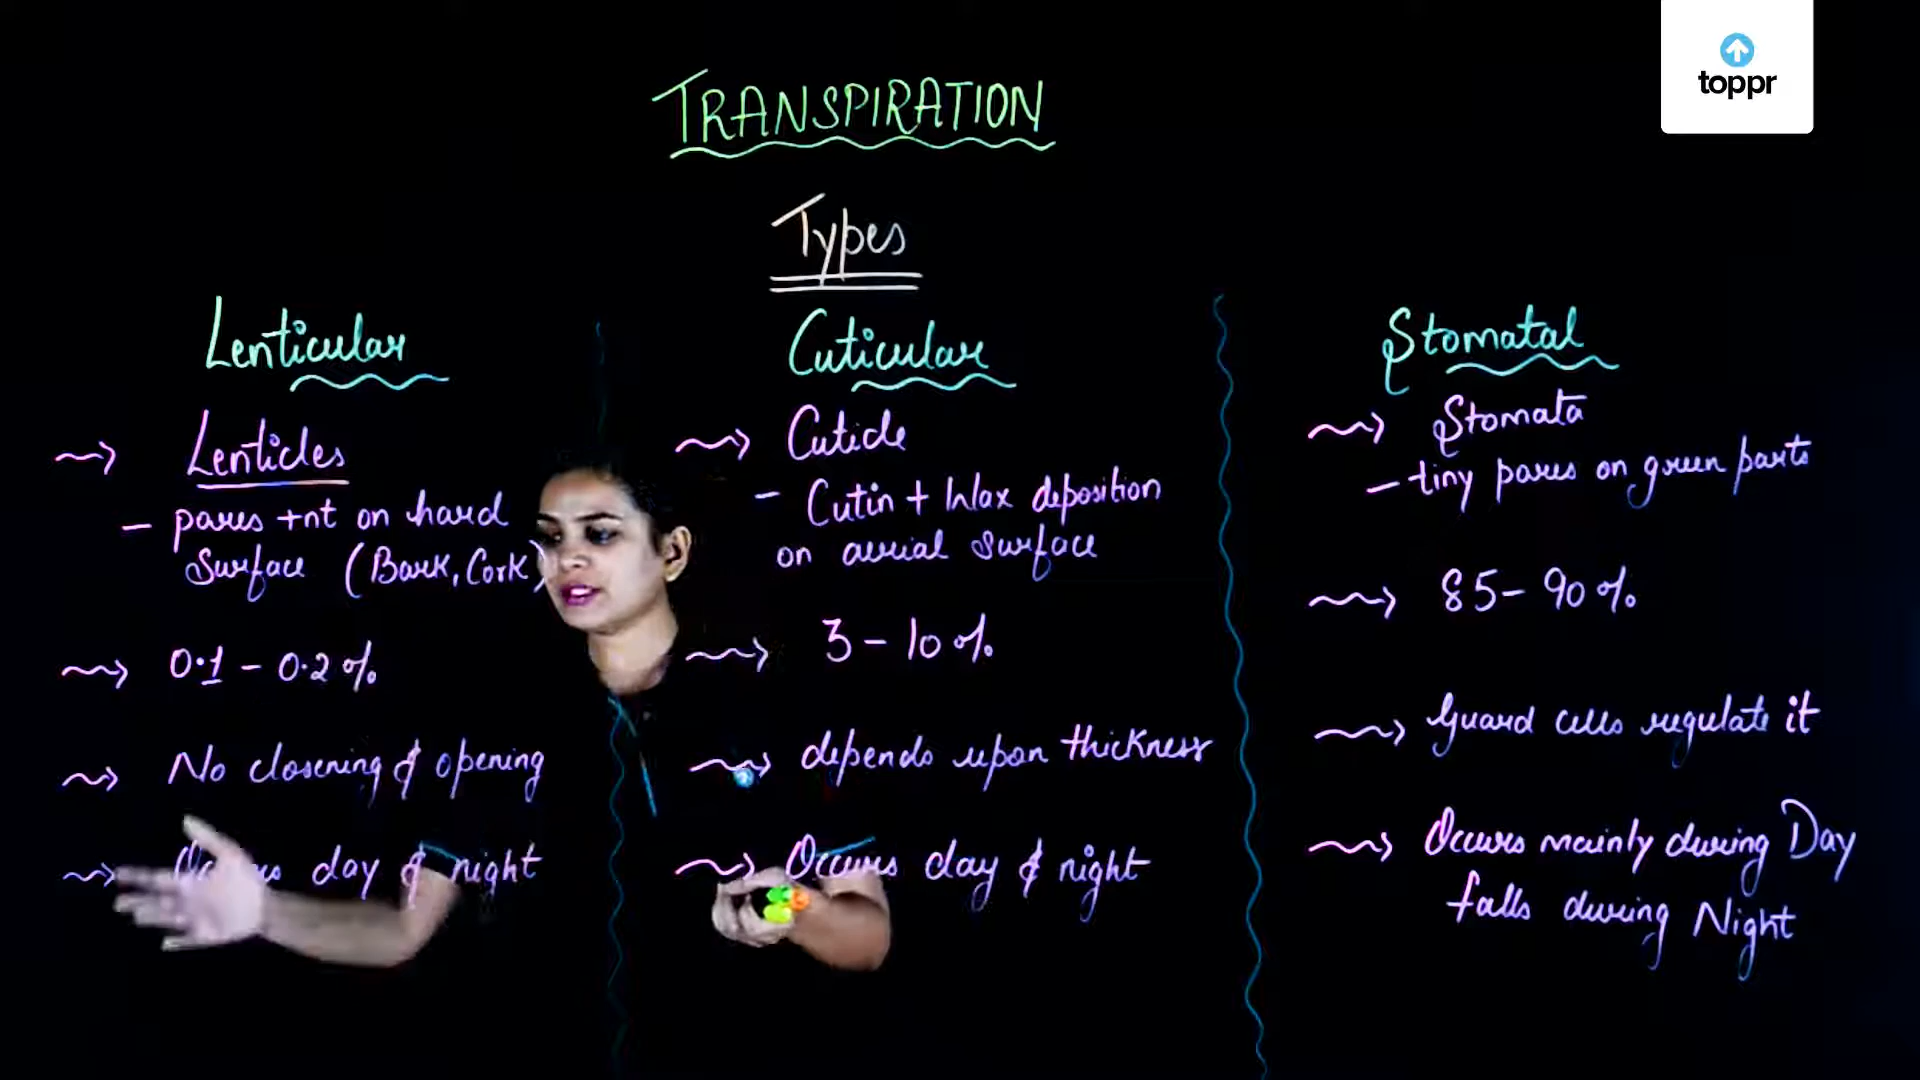 toppr
TRANSPIRATION
Types
Lenticular
Lenticles
- pores +nt on hard
Surface (Bark, Cork)
0.1 - 0.2%
No closening & opening
Occurs day & night
Cuticular
Cuticle
- Cutin + Wax deposition
on aerial surface
3 - 10%
depends upon thickness
Occurs day & night
Stomatal
Stomata
- tiny pores on green parts
85 - 90%
Guard cells regulate it
Occurs mainly during Day
falls during Night